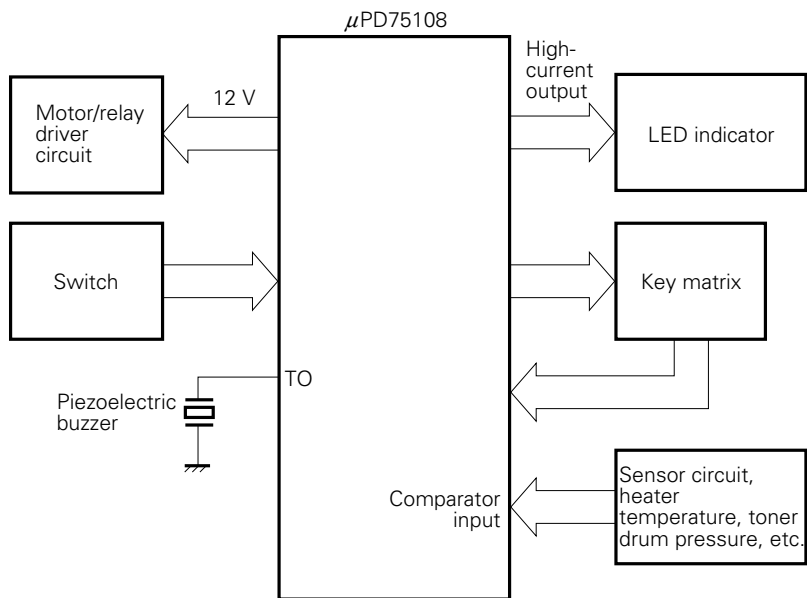 μPD75108
Motor/relay
driver
circuit
12 V
High-
current
output
LED indicator
Switch
Key matrix
TO
Piezoelectric
buzzer
Comparator
input
Sensor circuit,
heater
temperature, toner
drum pressure, etc.